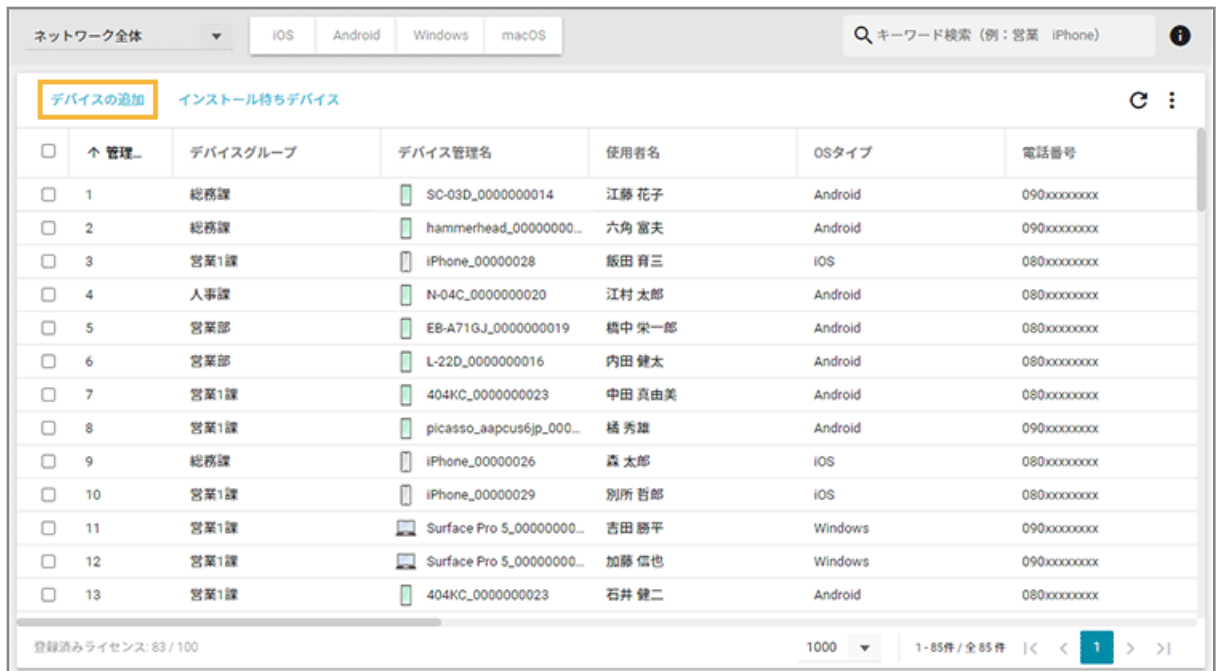 ネットワーク全体 iOS Android Windows macOS キーワード検索（例：営業 iPhone）
デバイスの追加 インストール待ちデバイス
管理... デバイスグループ デバイス管理名 使用者名 OSタイプ 電話番号
1 総務課 SC-03D_0000000014 江藤 花子 Android 090xxxxxxxx
2 総務課 hammerhead_00000000... 六角 富夫 Android 090xxxxxxxx
3 営業1課 iPhone_00000028 飯田 育三 iOS 080xxxxxxxx
4 人事課 N-04C_0000000020 江村 太郎 Android 080xxxxxxxx
5 営業部 EB-A71GJ_0000000019 橋中 栄一郎 Android 080xxxxxxxx
6 営業部 L-22D_0000000016 内田 健太 Android 080xxxxxxxx
7 営業1課 404KC_0000000023 中田 真由美 Android 080xxxxxxxx
8 営業1課 picasso_aapcus6jp_000... 橘 秀雄 Android 090xxxxxxxx
9 総務課 iPhone_00000026 森 太郎 iOS 080xxxxxxxx
10 営業1課 iPhone_00000029 別所 哲郎 iOS 080xxxxxxxx
11 営業1課 Surface Pro 5_00000000... 吉田 勝平 Windows 090xxxxxxxx
12 営業1課 Surface Pro 5_00000000... 加藤 信也 Windows 090xxxxxxxx
13 営業1課 404KC_0000000023 石井 健二 Android 080xxxxxxxx
登録済みライセンス: 83 / 100 1000 1 - 85件 / 全 85 件 1